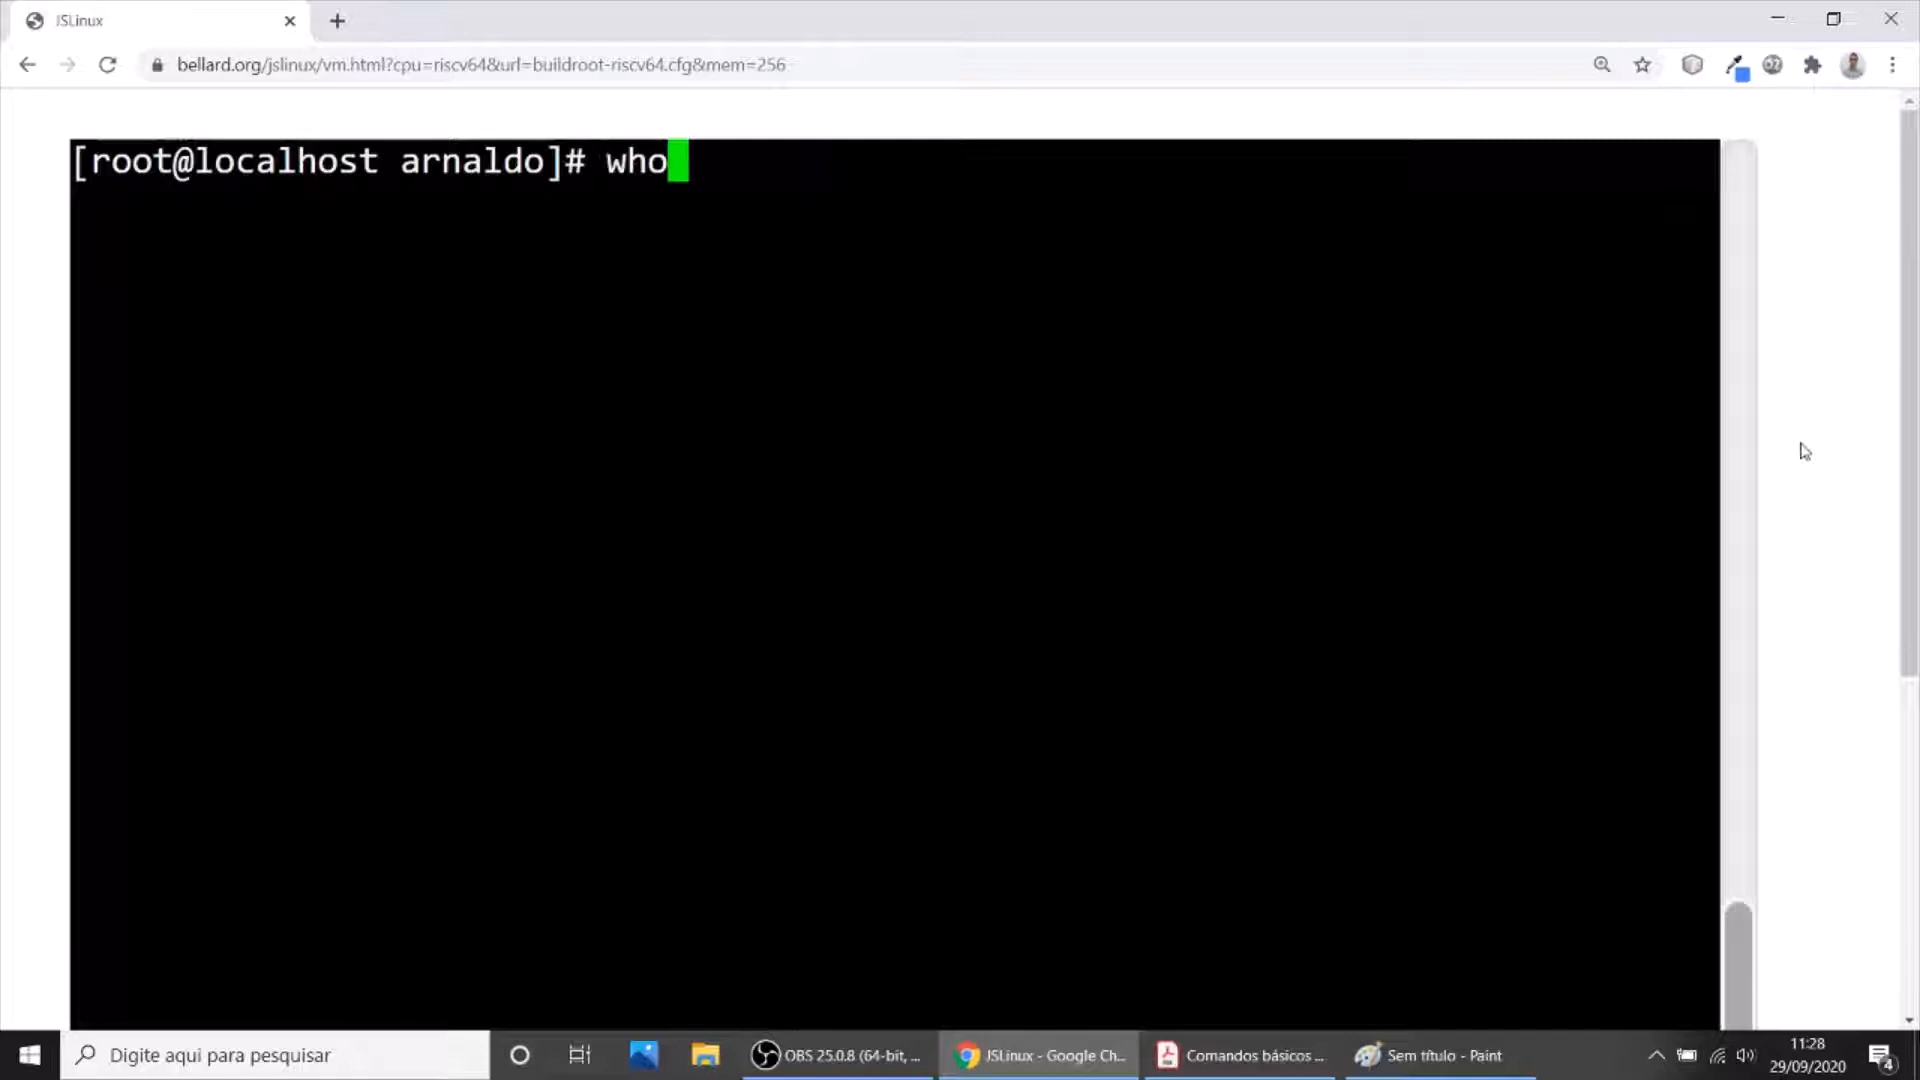 JSLinux
bellard.org/jslinux/vm.html?cpu=riscv64&url=buildroot-riscv64.cfg&mem=256
[root@localhost arnaldo]# who
Digite aqui para pesquisar
OBS 25.0.8 (64-bit, ...
JSLinux - Google Ch...
Comandos básicos ...
Sem título - Paint
11:28
29/09/2020
4